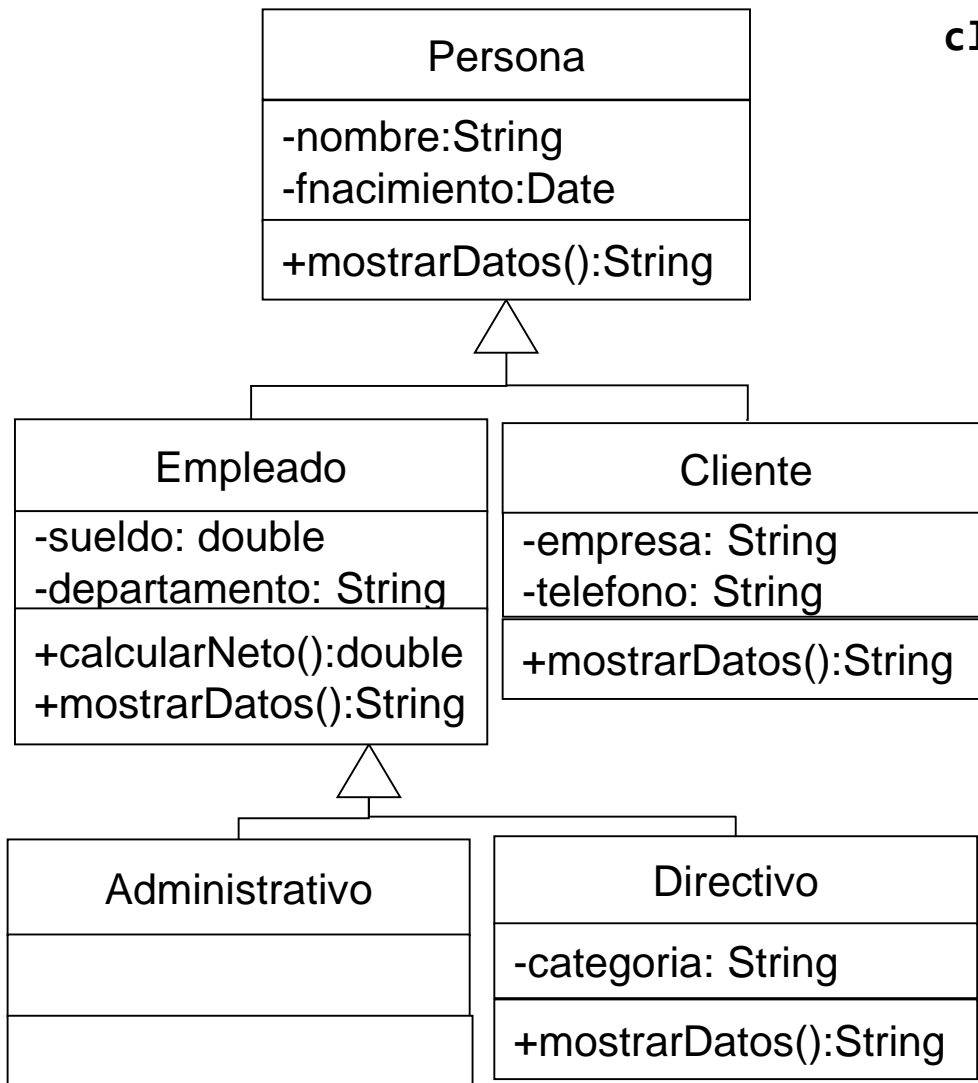 cl
Persona
-nombre:String
-fnacimiento:Date
+mostrarDatos():String
Empleado
-sueldo: double
-departamento: String
+calcularNeto():double
+mostrarDatos():String
Cliente
-empresa: String
-telefono: String
+mostrarDatos():String
Administrativo
Directivo
-categoria: String
+mostrarDatos():String